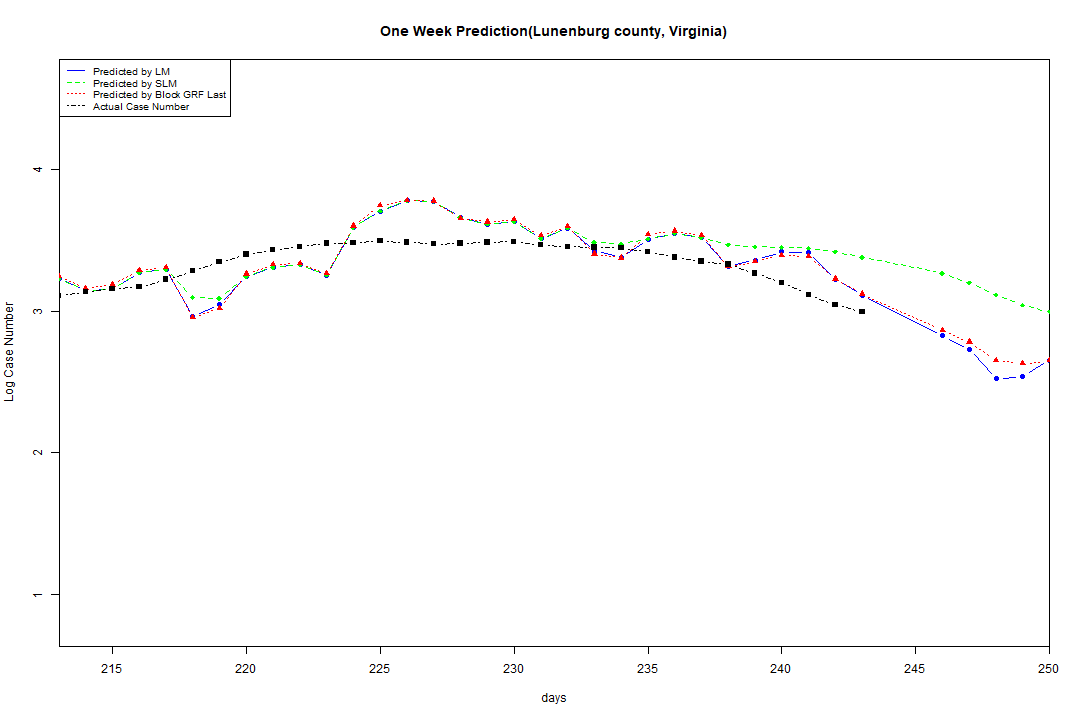 One Week Prediction(Lunenburg county, Virginia)
Predicted by LM
Predicted by SLM
Predicted by Block GRF Last
Actual Case Number
4
3
2
1
Log Case Number
215 220 225 230 235 240 245 250
days